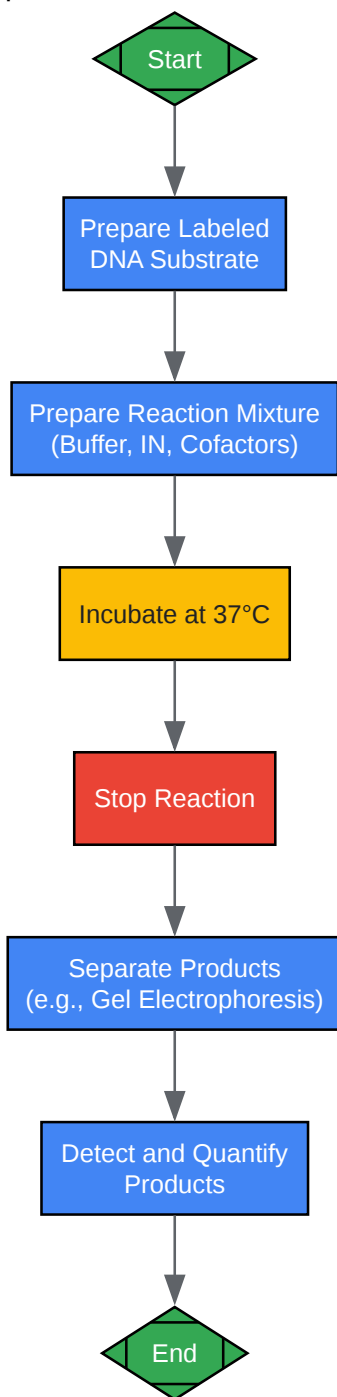 Start
Prepare Labeled
DNA Substrate
Prepare Reaction Mixture
(Buffer, IN, Cofactors)
Incubate at 37°C
Stop Reaction
Separate Products
(e.g., Gel Electrophoresis)
Detect and Quantify
Products
End